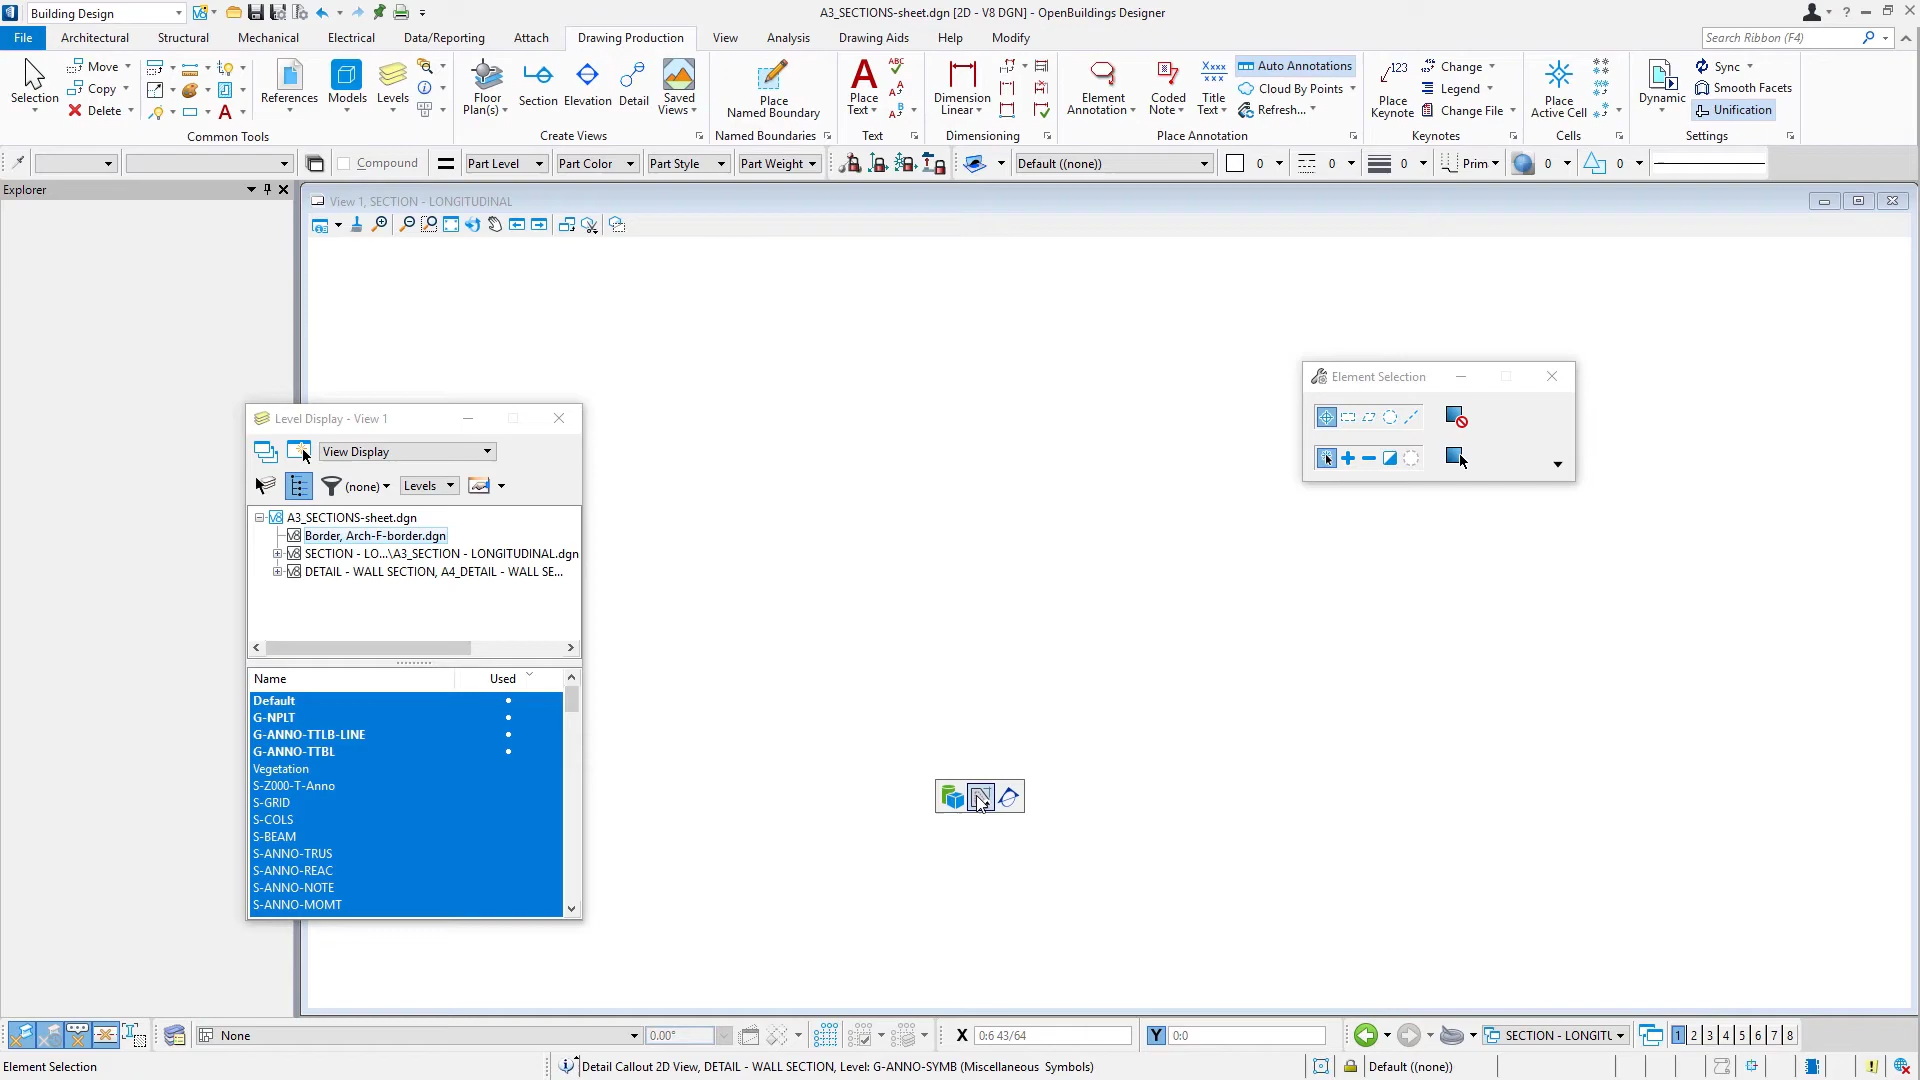 Building Design
A3_SECTIONS-sheet.dgn [2D - V8 DGN] - OpenBuildings Designer
File Architectural Structural Mechanical Electrical Data/Reporting Attach Drawing Production View Analysis Drawing Aids Help Modify
Search Ribbon (F4)
Selection
Move
Copy
Delete
Common Tools
References
Models
Levels
Floor Plan(s)
Section
Elevation
Detail
Saved Views
Create Views
Place Named Boundary
Named Boundaries
Place Text
Text
Dimension Linear
Dimensioning
Element Annotation
Coded Note
Title Text
Auto Annotations
Cloud By Points
Refresh...
Place Annotation
Place Keynote
Change
Legend
Change File
Keynotes
Place Active Cell
Cells
Dynamic
Sync
Smooth Facets
Unification
Settings
Compound
Part Level Part Color Part Style Part Weight
Default ((none))
0 0 0 Prim 0 0
Explorer
View 1, SECTION - LONGITUDINAL
Element Selection
Level Display - View 1
View Display
(none) Levels
A3_SECTIONS-sheet.dgn
Border, Arch-F-border.dgn
SECTION - LO...\A3_SECTION - LONGITUDINAL.dgn
DETAIL - WALL SECTION, A4_DETAIL - WALL SE...
Name Used
Default
G-NPLT
G-ANNO-TTLB-LINE
G-ANNO-TTBL
Vegetation
S-Z000-T-Anno
S-GRID
S-COLS
S-BEAM
S-ANNO-TRUS
S-ANNO-REAC
S-ANNO-NOTE
S-ANNO-MOMT
None
0.00°
X 0:6 43/64
Y 0:0
SECTION - LONGITU
1 2 3 4 5 6 7 8
Element Selection
Detail Callout 2D View, DETAIL - WALL SECTION, Level: G-ANNO-SYMB (Miscellaneous Symbols)
Default ((none))